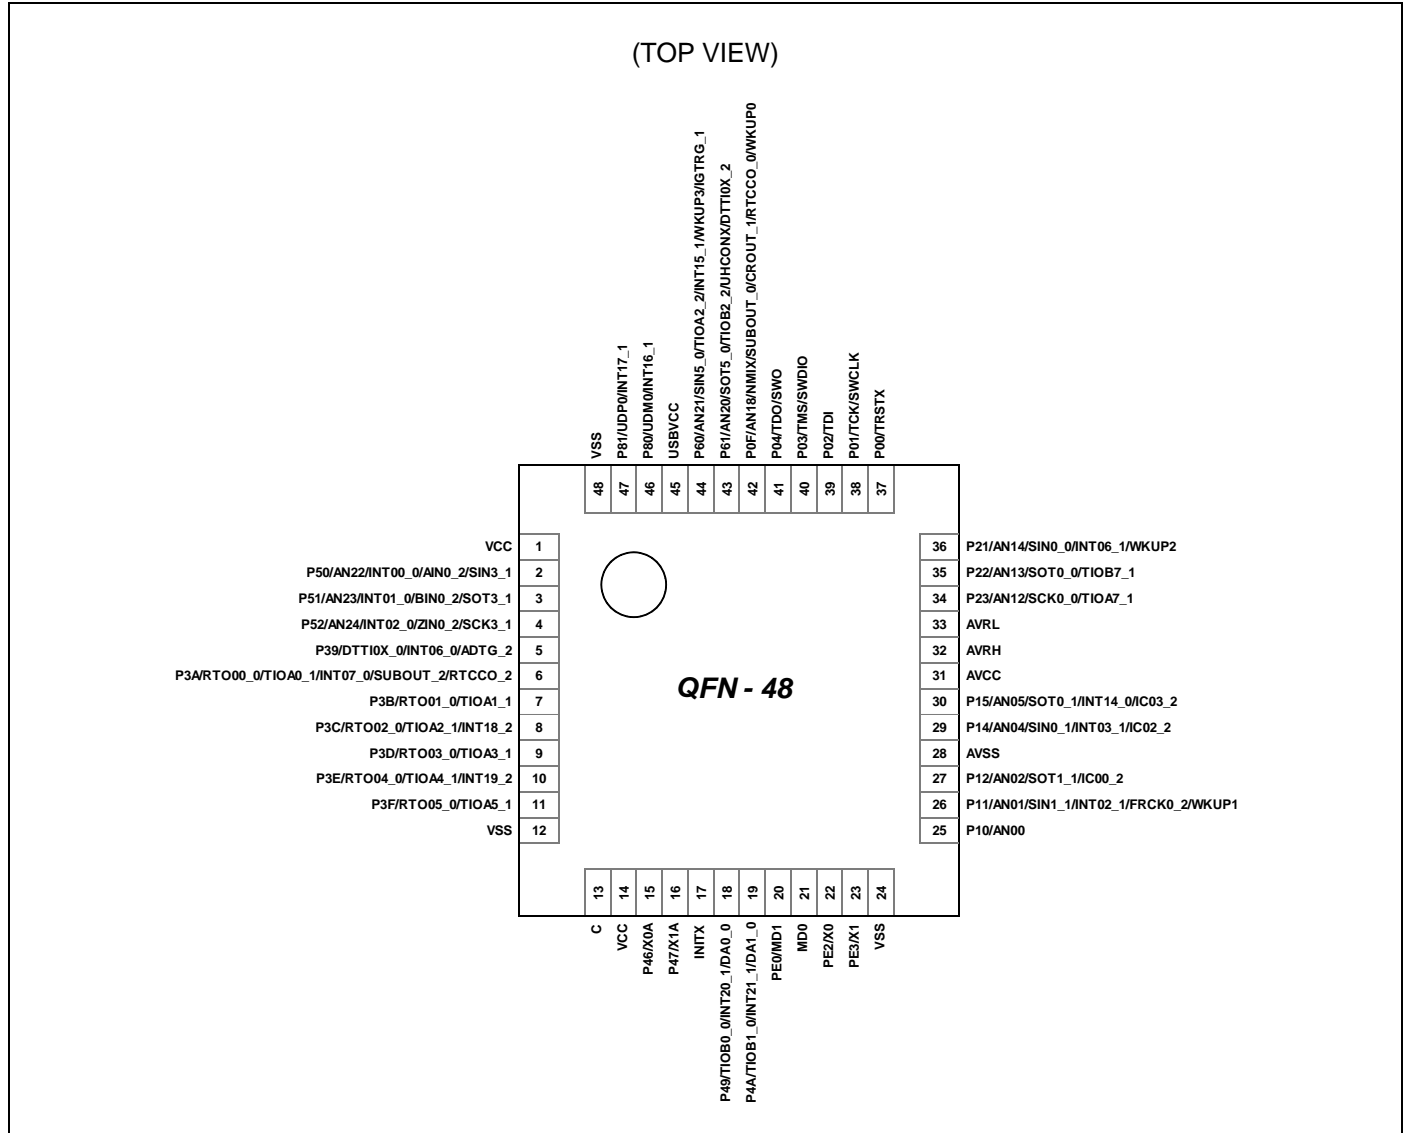 (TOP VIEW)
VSS
P81/UDP0/INT17_1
P80/UDM0/INT16_1
USBVCC
P60/AN21/SIN5_0/TIOA2_2/INT15_1/WKUP3/IGTRG_1
P61/AN20/SOT5_0/TIOB2_2/UHCONX/DTTI0X_2
P0F/AN18/NMIX/SUBOUT_0/CROUT_1/RTCCO_0/WKUP0
P04/TDO/SWO
P03/TMS/SWDIO
P02/TDI
P01/TCK/SWCLK
P00/TRSTX
48 47 46 45 44 43 42 41 40 39 38 37
VCC 1
P50/AN22/INT00_0/AIN0_2/SIN3_1 2
P51/AN23/INT01_0/BIN0_2/SOT3_1 3
P52/AN24/INT02_0/ZIN0_2/SCK3_1 4
P39/DTTI0X_0/INT06_0/ADTG_2 5
P3A/RTO00_0/TIOA0_1/INT07_0/SUBOUT_2/RTCCO_2 6
P3B/RTO01_0/TIOA1_1 7
P3C/RTO02_0/TIOA2_1/INT18_2 8
P3D/RTO03_0/TIOA3_1 9
P3E/RTO04_0/TIOA4_1/INT19_2 10
P3F/RTO05_0/TIOA5_1 11
VSS 12
QFN - 48
36 P21/AN14/SIN0_0/INT06_1/WKUP2
35 P22/AN13/SOT0_0/TIOB7_1
34 P23/AN12/SCK0_0/TIOA7_1
33 AVRL
32 AVRH
31 AVCC
30 P15/AN05/SOT0_1/INT14_0/IC03_2
29 P14/AN04/SIN0_1/INT03_1/IC02_2
28 AVSS
27 P12/AN02/SOT1_1/IC00_2
26 P11/AN01/SIN1_1/INT02_1/FRCK0_2/WKUP1
25 P10/AN00
13 14 15 16 17 18 19 20 21 22 23 24
C
VCC
P46/X0A
P47/X1A
INITX
P49/TIOB0_0/INT20_1/DA0_0
P4A/TIOB1_0/INT21_1/DA1_0
PE0/MD1
MD0
PE2/X0
PE3/X1
VSS